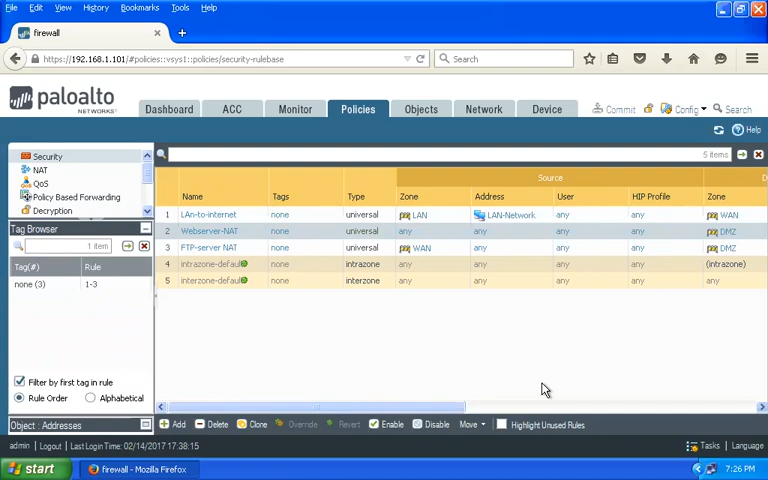 File Edit View History Bookmarks Tools Help
firewall
https://192.168.1.101/#policies::vsys1::policies/security-rulebase
Search
paloalto
NETWORKS
Dashboard ACC Monitor Policies Objects Network Device Commit Config Search
Help
Security
NAT
QoS
Policy Based Forwarding
Decryption
5 items
Source
Name Tags Type Zone Address User HIP Profile Zone
1 LAn-to-internet none universal LAN LAN-Network any any WAN
2 Webserver-NAT none universal any any any any DMZ
3 FTP-server NAT none universal WAN any any any DMZ
4 intrazone-default none intrazone any any any any (intrazone)
5 interzone-default none interzone any any any any any
Tag Browser
1 item
Tag(#) Rule
none (3) 1-3
Filter by first tag in rule
Rule Order Alphabetical
Object : Addresses
Add Delete Clone Override Revert Enable Disable Move Highlight Unused Rules
admin | Logout | Last Login Time: 02/14/2017 17:38:15
Tasks | Language
start firewall - Mozilla Firefox 7:26 PM